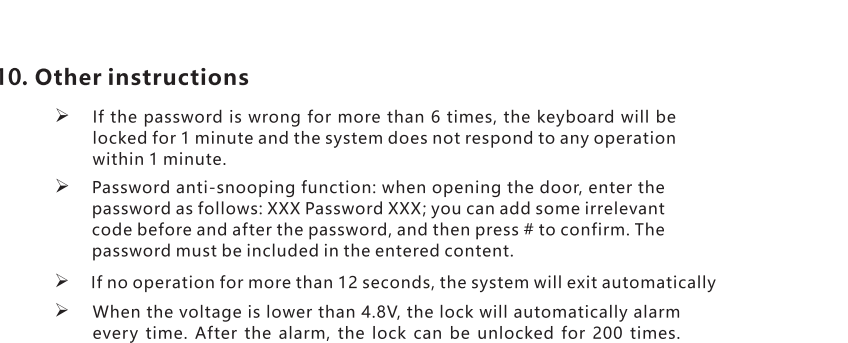 10. Other instructions
➢ If the password is wrong for more than 6 times, the keyboard will be
locked for 1 minute and the system does not respond to any operation
within 1 minute.
➢ Password anti-snooping function: when opening the door, enter the
password as follows: XXX Password XXX; you can add some irrelevant
code before and after the password, and then press # to confirm. The
password must be included in the entered content.
➢ If no operation for more than 12 seconds, the system will exit automatically
➢ When the voltage is lower than 4.8V, the lock will automatically alarm
every time. After the alarm, the lock can be unlocked for 200 times.